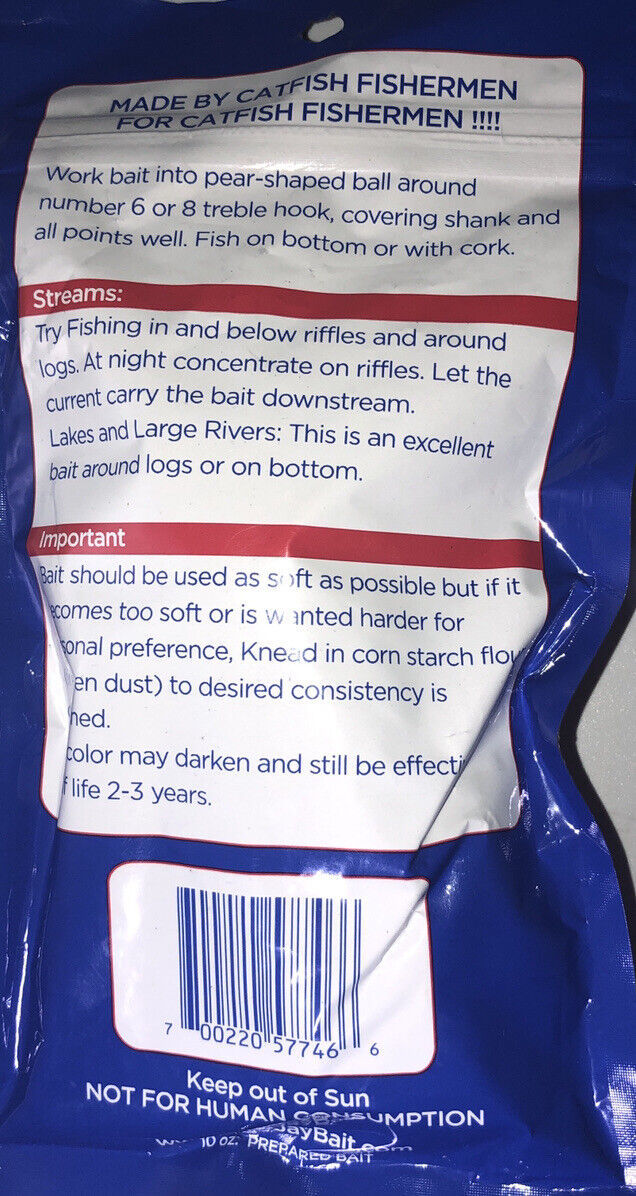 MADE BY CATFISH FISHERMEN
FOR CATFISH FISHERMEN !!!!
Work bait into pear-shaped ball around
number 6 or 8 treble hook, covering shank and
all points well. Fish on bottom or with cork.
Streams:
Try Fishing in and below riffles and around
logs. At night concentrate on riffles. Let the
current carry the bait downstream.
Lakes and Large Rivers: This is an excellent
bait around logs or on bottom.
Important
Bait should be used as soft as possible but if it
ecomes too soft or is wanted harder for
sonal preference, Knead in corn starch flou
en dust) to desired consistency is
ned.
color may darken and still be effecti
f life 2-3 years.
7 00220 57746 6
Keep out of Sun
NOT FOR HUMAN CONSUMPTION
10 oz. PREPARED BAIT